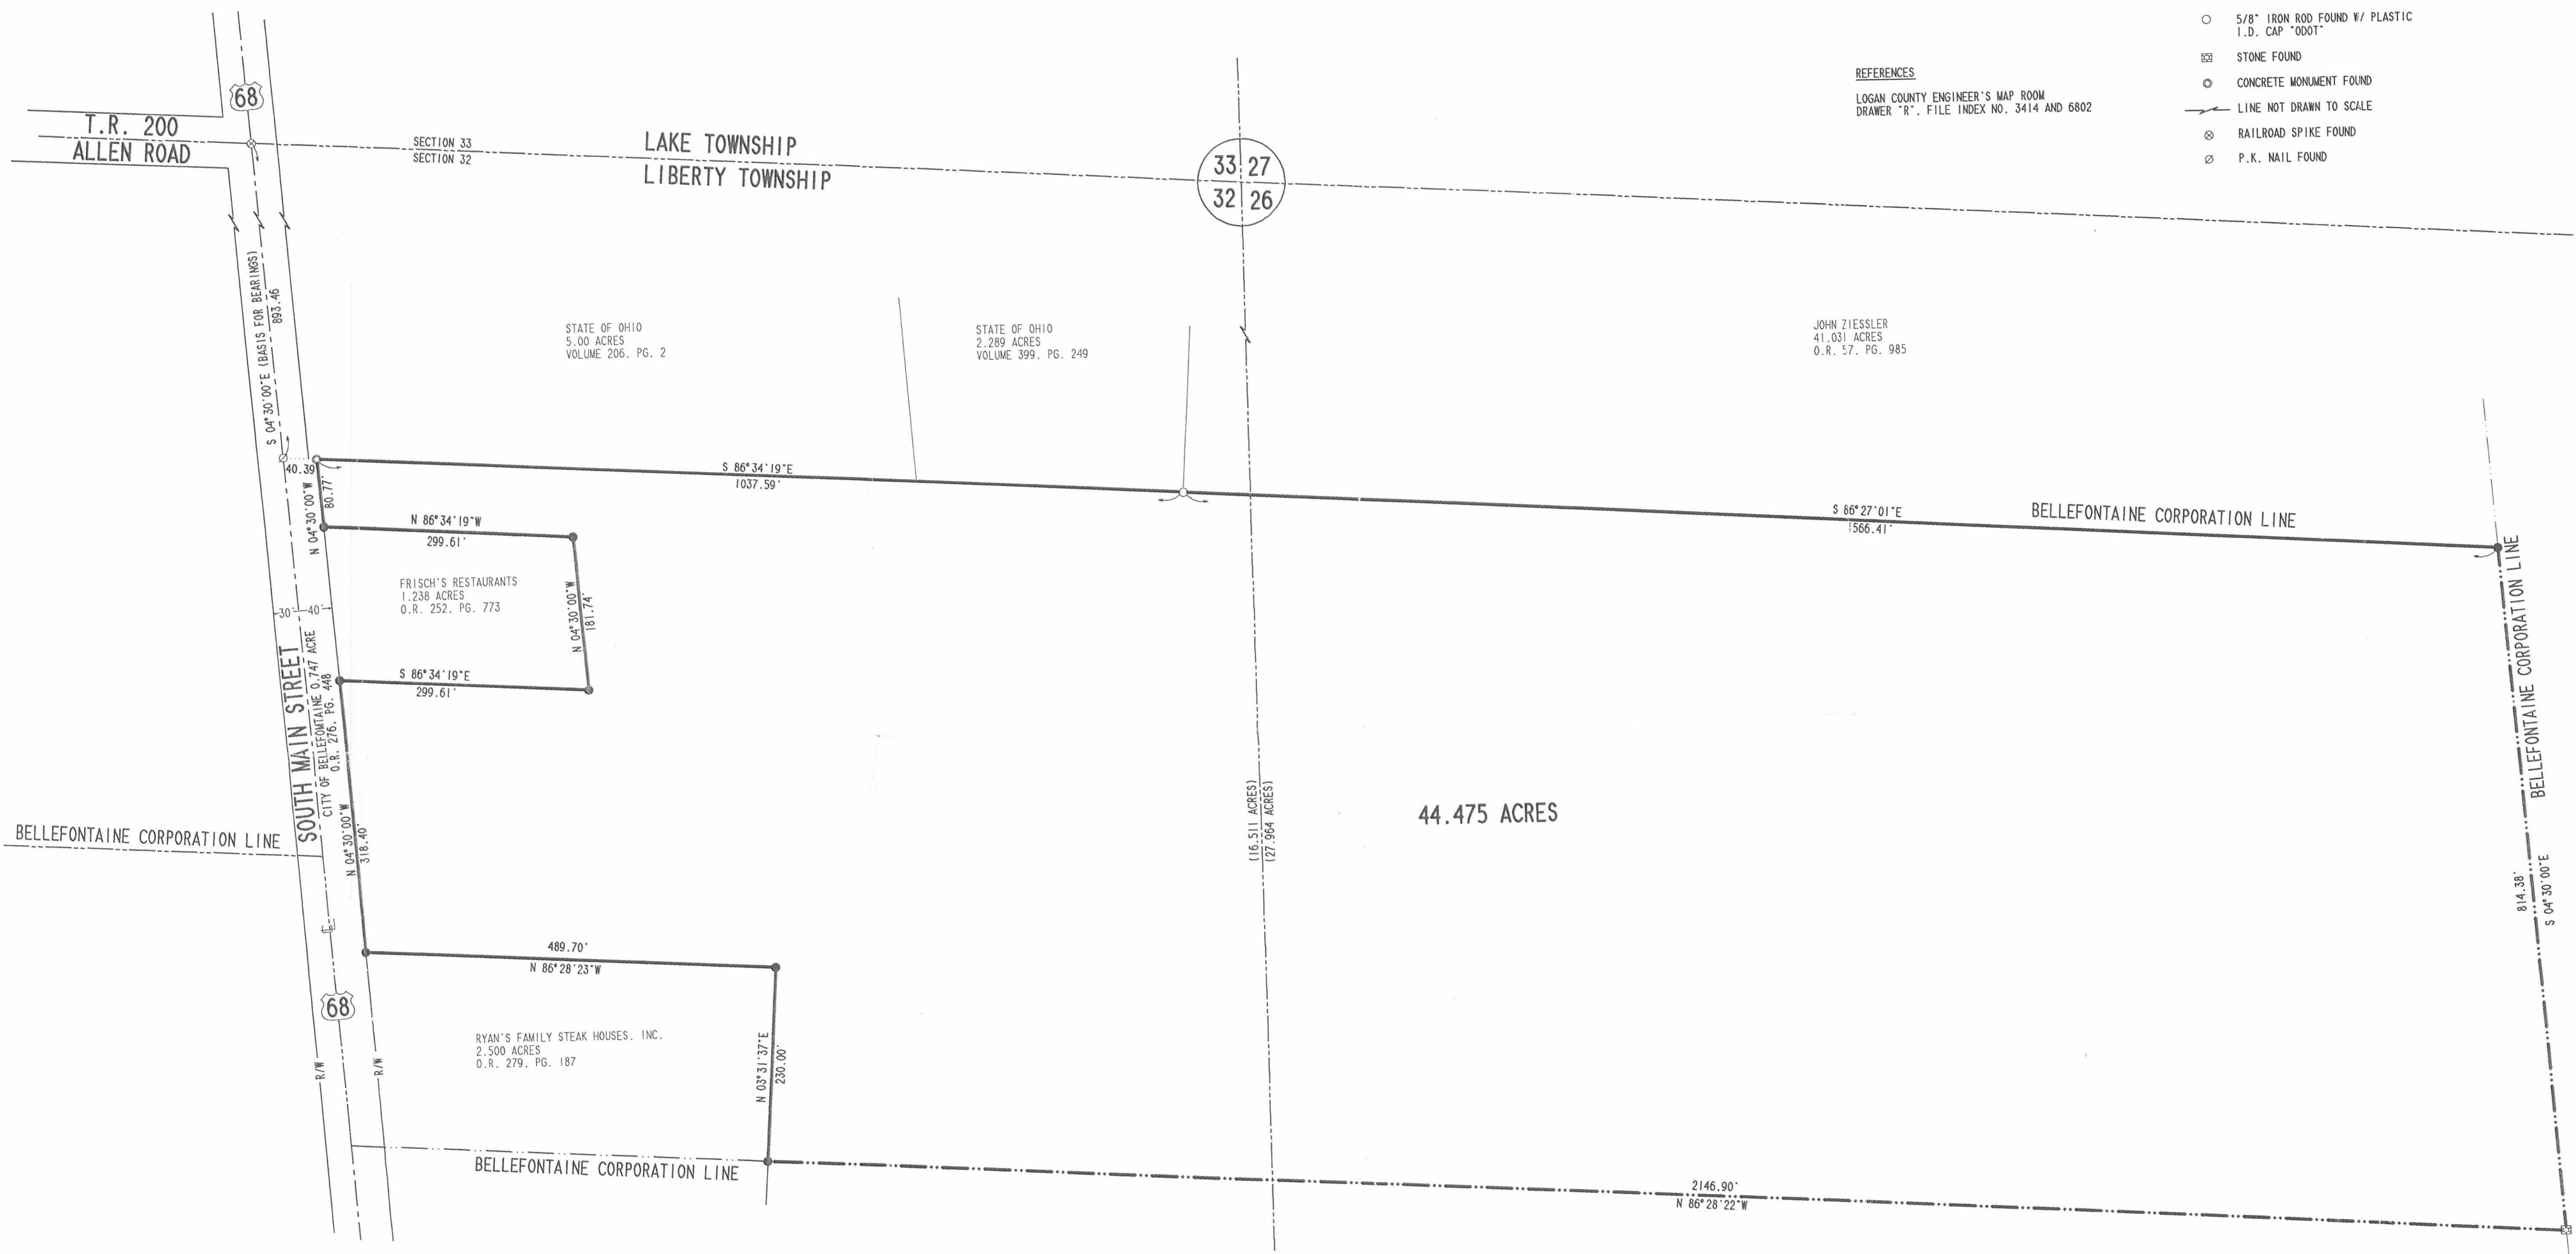 5/8" IRON ROD FOUND W/ PLASTIC
I.D. CAP "ODOT"
STONE FOUND
CONCRETE MONUMENT FOUND
LINE NOT DRAWN TO SCALE
RAILROAD SPIKE FOUND
P.K. NAIL FOUND
REFERENCES
LOGAN COUNTY ENGINEER'S MAP ROOM
DRAWER "R", FILE INDEX NO. 3414 AND 6802
68
T.R. 200
ALLEN ROAD
SECTION 33
SECTION 32
LAKE TOWNSHIP
LIBERTY TOWNSHIP
33 27
32 26
S 04°30'00"E (BASIS FOR BEARINGS)
893.46
STATE OF OHIO
5.00 ACRES
VOLUME 206, PG. 2
STATE OF OHIO
2.289 ACRES
VOLUME 399, PG. 249
JOHN ZIESSLER
41.031 ACRES
O.R. 57, PG. 985
40.39'
S 86°34'19"E
1037.59'
S 86°27'01"E
1566.41'
BELLEFONTAINE CORPORATION LINE
N 04°30'00"W
80.77'
N 86°34'19"W
299.61'
FRISCH'S RESTAURANTS
1.238 ACRES
O.R. 252, PG. 773
N 04°30'00"W
181.74'
30' 40'
S 86°34'19"E
299.61'
SOUTH MAIN STREET
CITY OF BELLEFONTAINE 0.747 ACRE
O.R. 276, PG. 448
N 04°30'00"W
318.40'
BELLEFONTAINE CORPORATION LINE
(16.511 ACRES)
(27.964 ACRES)
44.475 ACRES
BELLEFONTAINE CORPORATION LINE
814.38'
S 04°30'00"E
489.70'
N 86°28'23"W
68
RYAN'S FAMILY STEAK HOUSES, INC.
2.500 ACRES
O.R. 279, PG. 187
N 03°31'37"E
230.00'
R/W
R/W
BELLEFONTAINE CORPORATION LINE
2146.90'
N 86°28'22"W